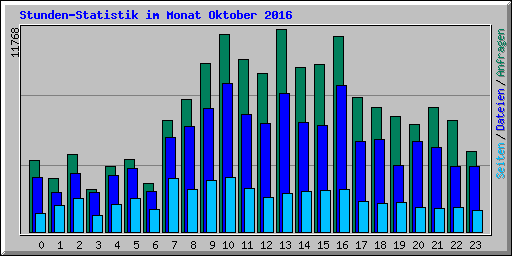 Stunden-Statistik im Monat Oktober 2016
11768
Seiten / Dateien / Anfragen
0 1 2 3 4 5 6 7 8 9 10 11 12 13 14 15 16 17 18 19 20 21 22 23